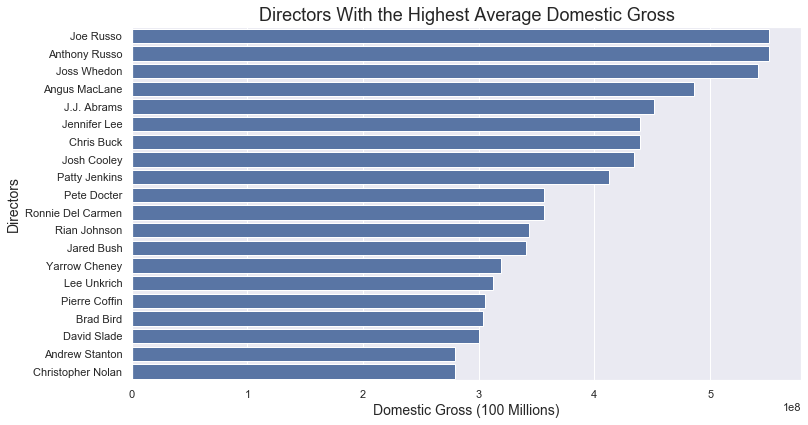 Directors With the Highest Average Domestic Gross
Directors
Joe Russo
Anthony Russo
Joss Whedon
Angus MacLane
J.J. Abrams
Jennifer Lee
Chris Buck
Josh Cooley
Patty Jenkins
Pete Docter
Ronnie Del Carmen
Rian Johnson
Jared Bush
Yarrow Cheney
Lee Unkrich
Pierre Coffin
Brad Bird
David Slade
Andrew Stanton
Christopher Nolan
0 1 2 3 4 5
1e8
Domestic Gross (100 Millions)